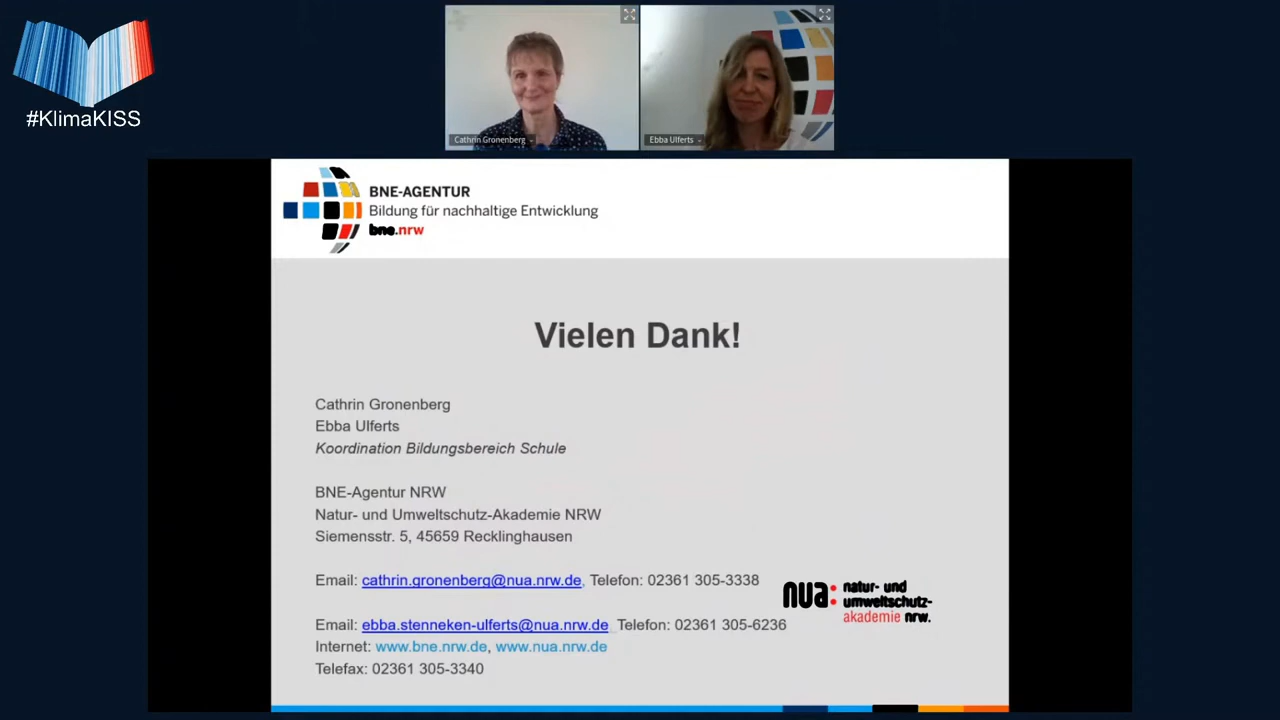 #KlimaKISS
Cathrin Gronenberg
Ebba Ulferts
BNE-AGENTUR
Bildung für nachhaltige Entwicklung
bne.nrw
Vielen Dank!
Cathrin Gronenberg
Ebba Ulferts
Koordination Bildungsbereich Schule
BNE-Agentur NRW
Natur- und Umweltschutz-Akademie NRW
Siemensstr. 5, 45659 Recklinghausen
Email: cathrin.gronenberg@nua.nrw.de, Telefon: 02361 305-3338
Email: ebba.stenneken-ulferts@nua.nrw.de Telefon: 02361 305-6236
Internet: www.bne.nrw.de, www.nua.nrw.de
Telefax: 02361 305-3340
nua: natur- und
umweltschutz-
akademie nrw.